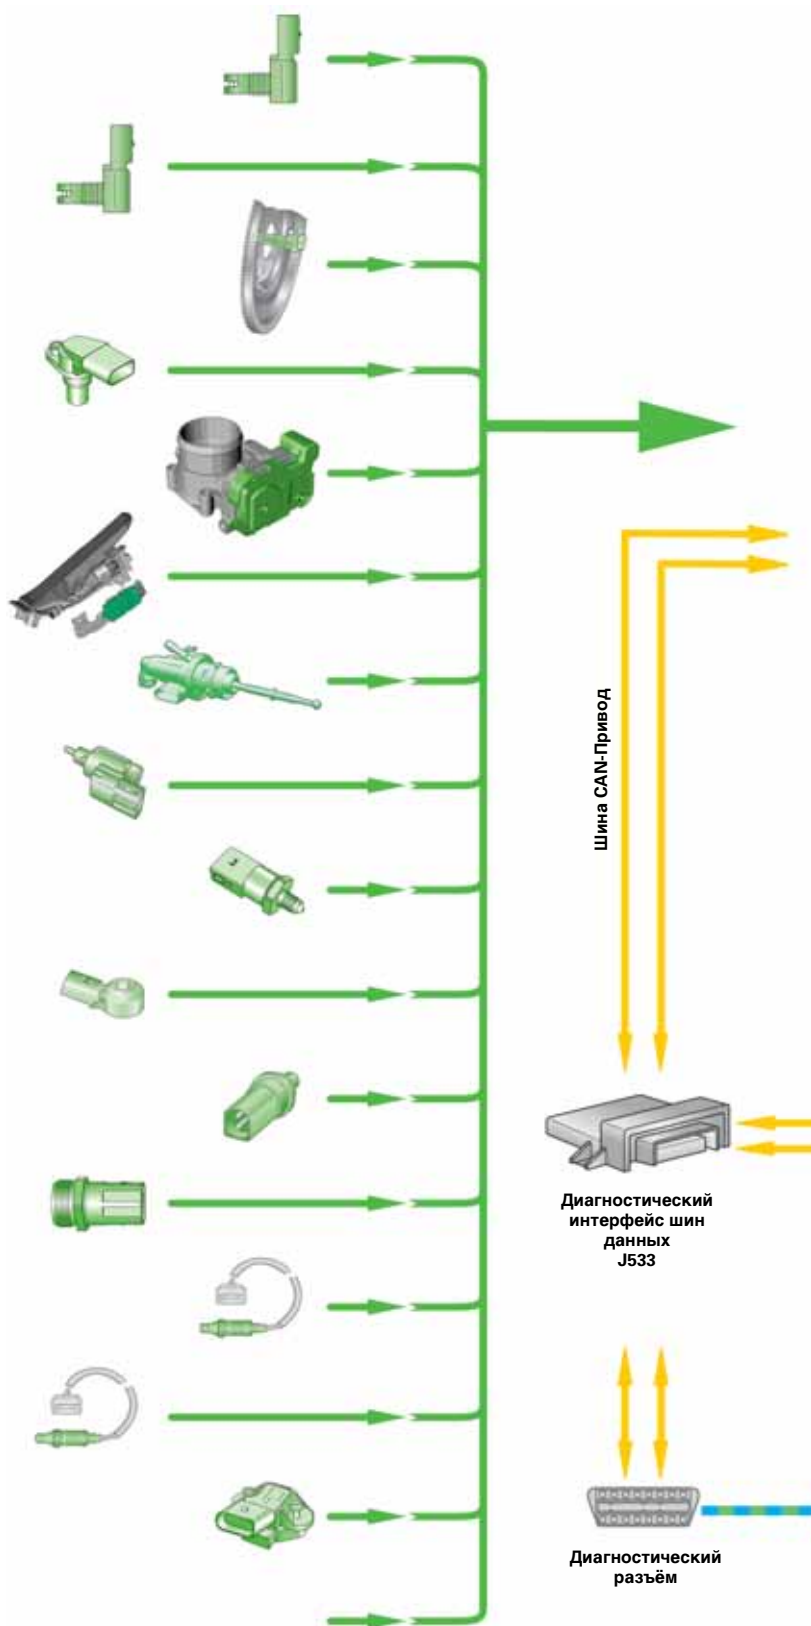 Шина CAN-Привод
Диагностический
интерфейс шин
данных
J533
Диагностический
разъём